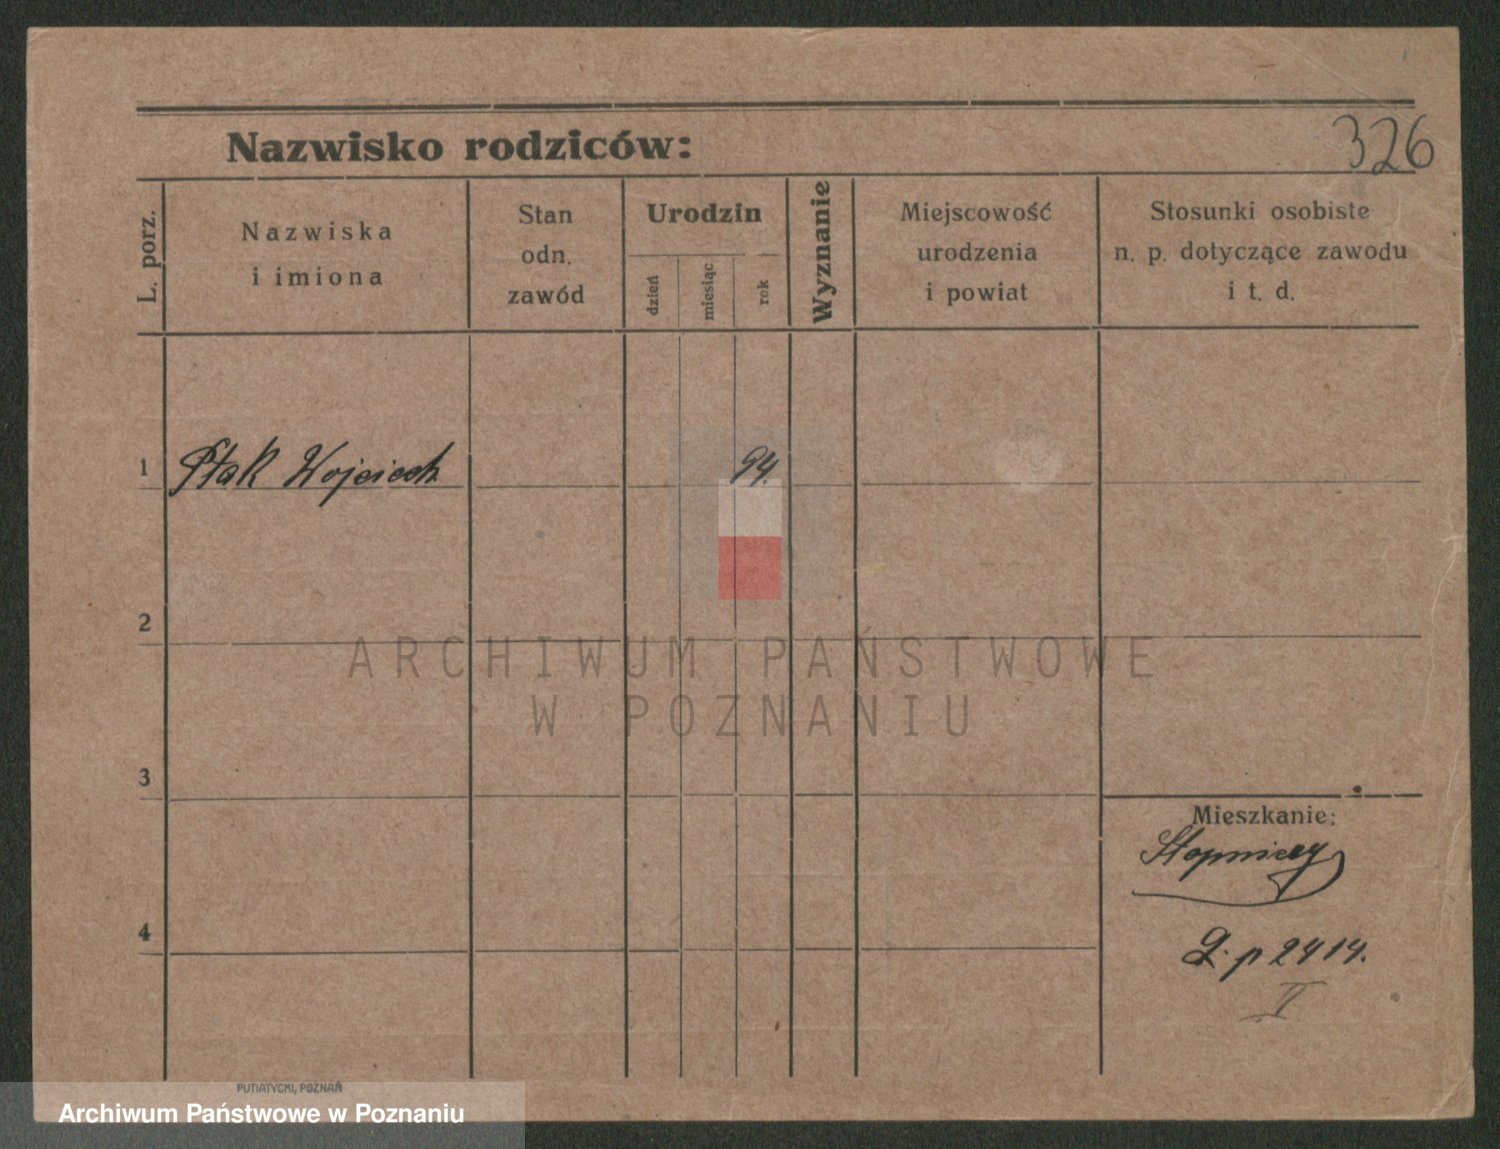 326
Nazwisko rodziców:
L. porz.
Nazwiska
i imiona
Stan
odn.
zawód
Urodzin
dzień
miesiąc
rok
Wyznanie
Miejscowość
urodzenia
i powiat
Stosunki osobiste
n. p. dotyczące zawodu
i t. d.
1 Ptak Wojciech 94.
2
ARCHIWUM PAŃSTWOWE
W POZNANIU
3
Mieszkanie:
4
L. p 2414.
V
PUTIATYCKI, POZNAŃ
Archiwum Państwowe w Poznaniu